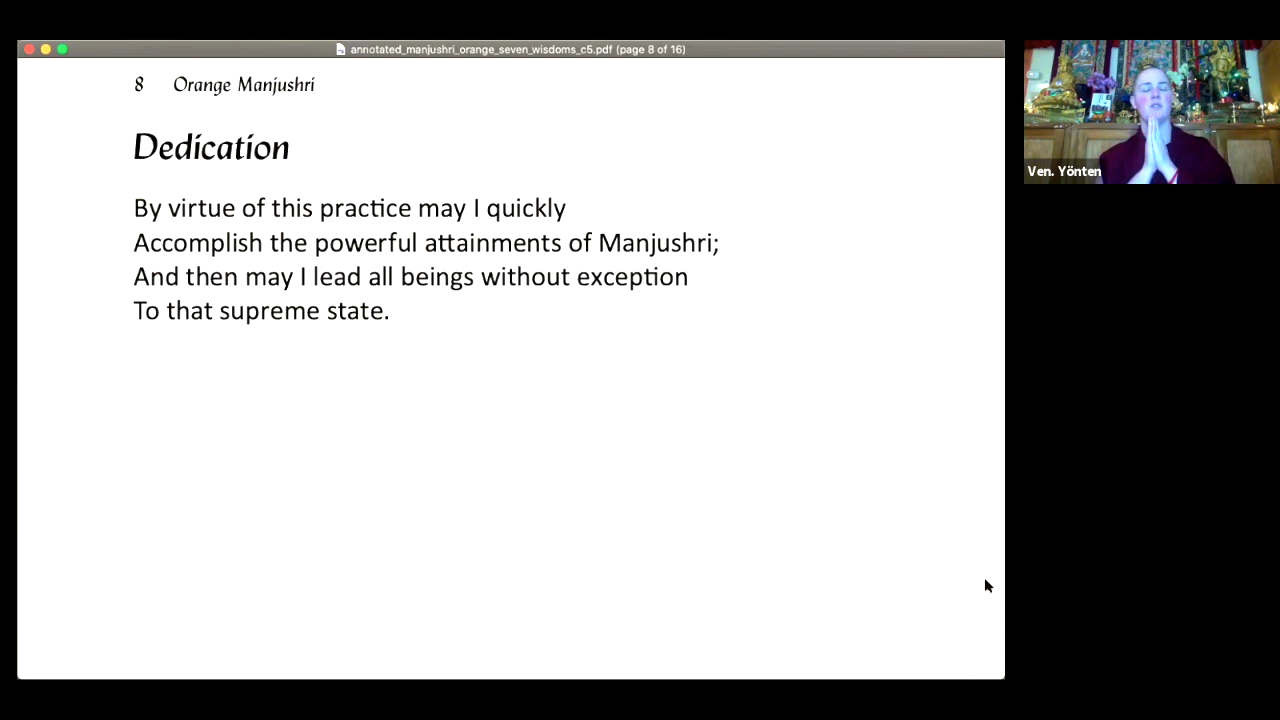 annotated_manjushri_orange_seven_wisdoms_c5.pdf (page 8 of 16)
8 Orange Manjushri
Dedication
By virtue of this practice may I quickly
Accomplish the powerful attainments of Manjushri;
And then may I lead all beings without exception
To that supreme state.
Ven. Yönten